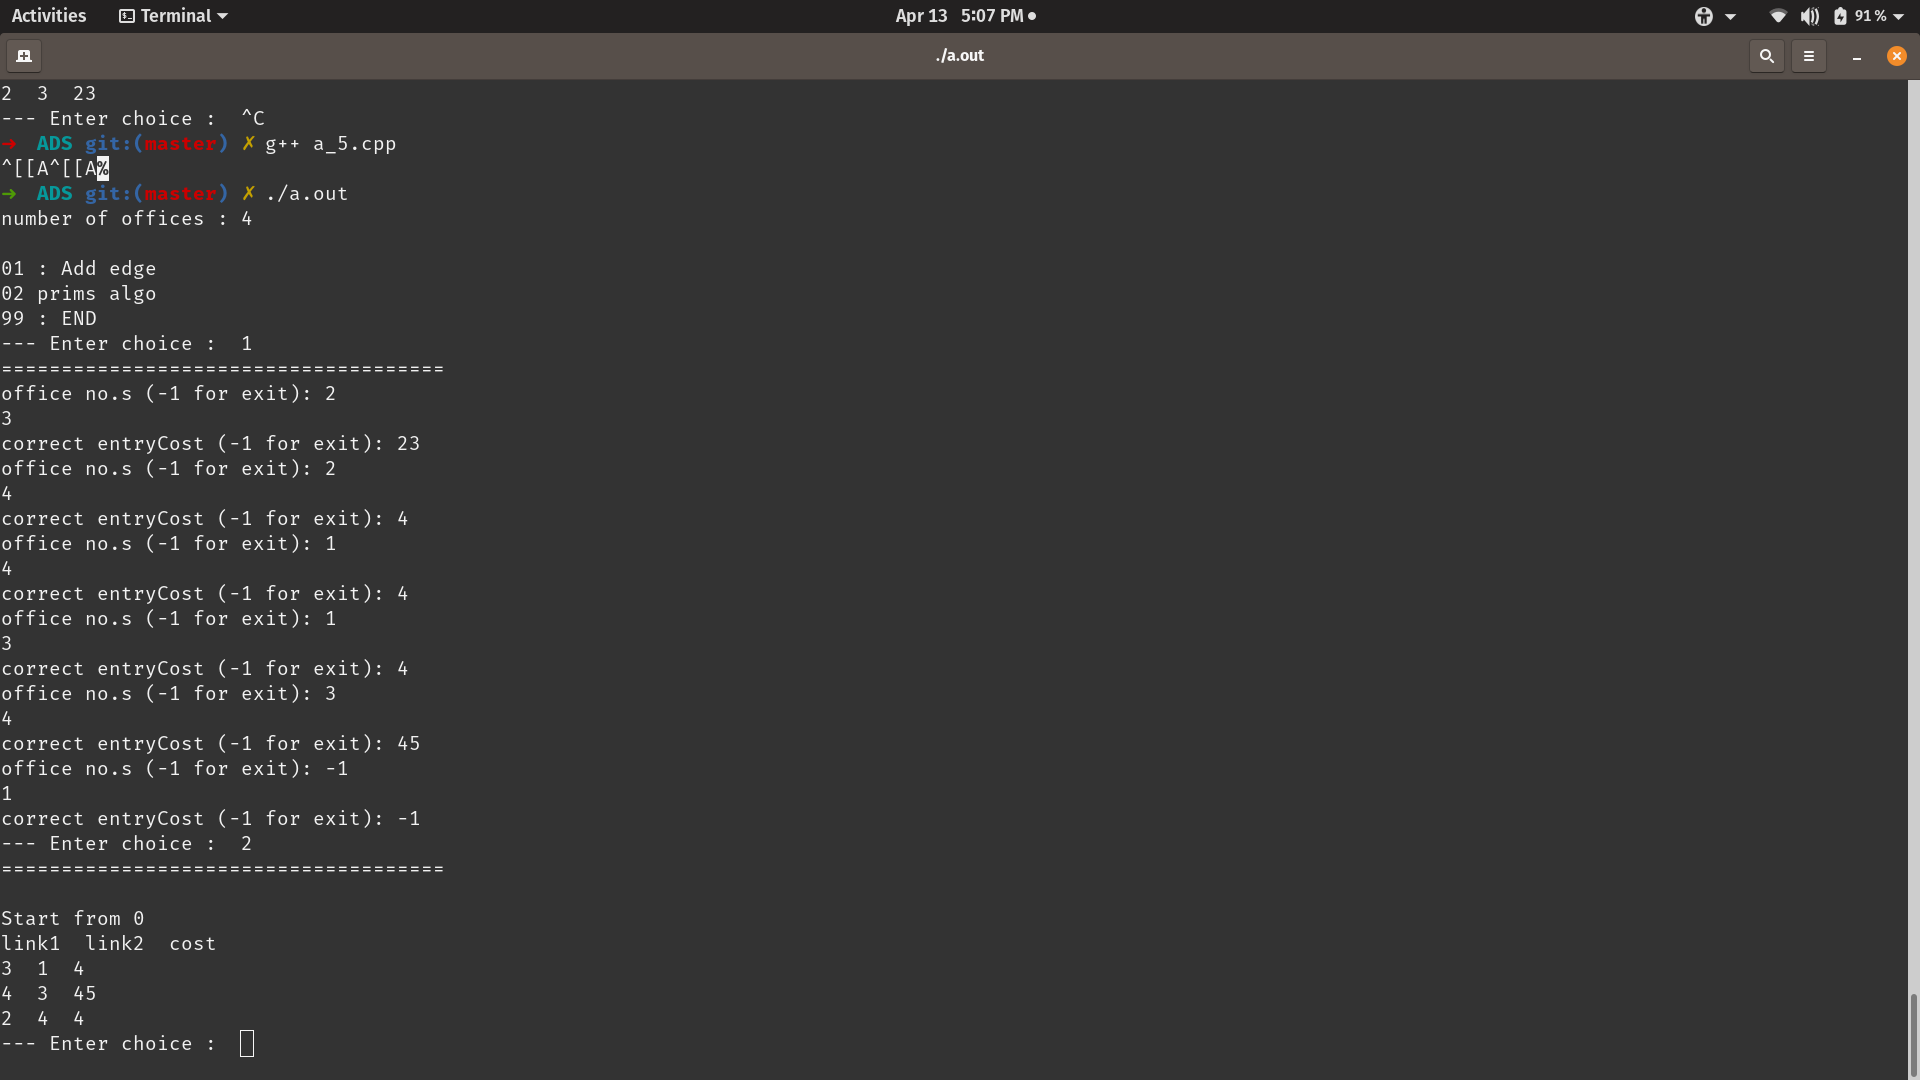 Activities Terminal Apr 13 5:07 PM 91 %
./a.out
2 3 23
--- Enter choice : ^C
➜ ADS git:(master) ✗ g++ a_5.cpp
^[[A^[[A%
➜ ADS git:(master) ✗ ./a.out
number of offices : 4
01 : Add edge
02 prims algo
99 : END
--- Enter choice : 1
=====================================
office no.s (-1 for exit): 2
3
correct entryCost (-1 for exit): 23
office no.s (-1 for exit): 2
4
correct entryCost (-1 for exit): 4
office no.s (-1 for exit): 1
4
correct entryCost (-1 for exit): 4
office no.s (-1 for exit): 1
3
correct entryCost (-1 for exit): 4
office no.s (-1 for exit): 3
4
correct entryCost (-1 for exit): 45
office no.s (-1 for exit): -1
1
correct entryCost (-1 for exit): -1
--- Enter choice : 2
=====================================
Start from 0
link1 link2 cost
3 1 4
4 3 45
2 4 4
--- Enter choice :